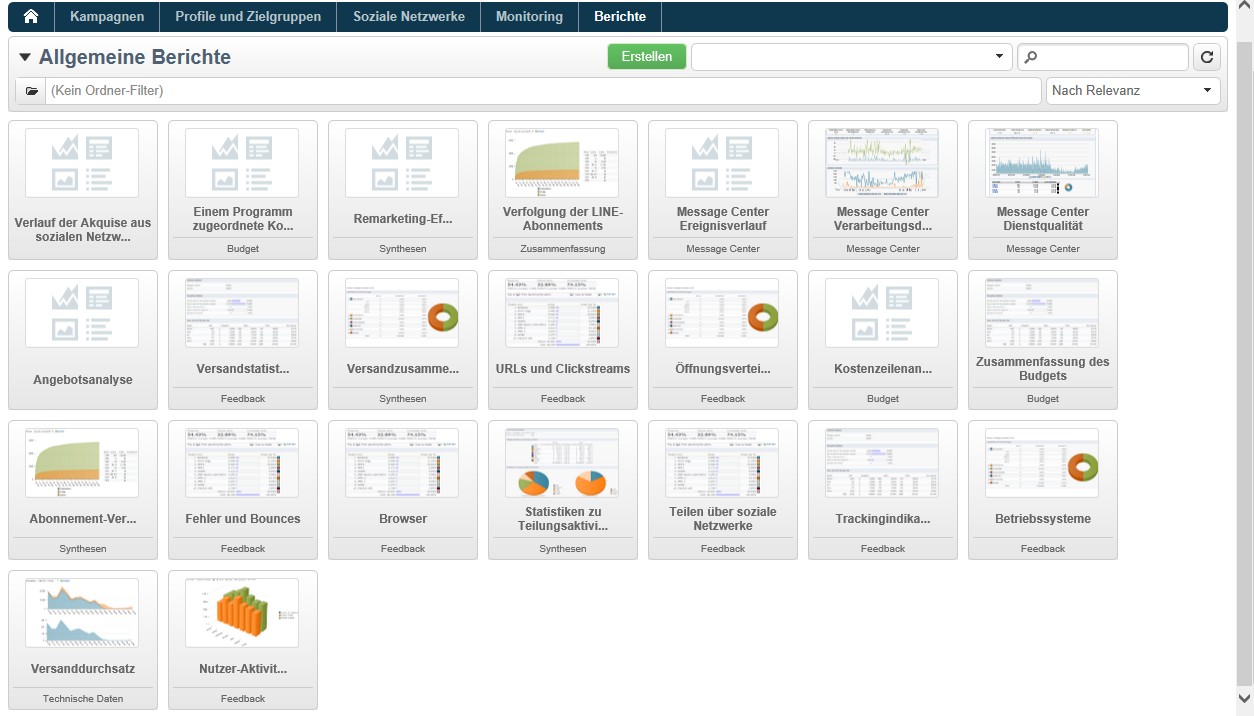 Kampagnen Profile und Zielgruppen Soziale Netzwerke Monitoring Berichte
Allgemeine Berichte Erstellen
(Kein Ordner-Filter) Nach Relevanz
Verlauf der Akquise aus
sozialen Netzw...
Einem Programm
zugeordnete Ko...
Budget
Remarketing-Ef...
Synthesen
Verfolgung der LINE-
Abonnements
Zusammenfassung
Message Center
Ereignisverlauf
Message Center
Message Center
Verarbeitungsd...
Message Center
Message Center
Dienstqualität
Message Center
Angebotsanalyse
Versandstatist...
Feedback
Versandzusamme...
Synthesen
URLs und Clickstreams
Feedback
Öffnungsvertei...
Feedback
Kostenzeilenan...
Budget
Zusammenfassung des
Budgets
Budget
Abonnement-Ver...
Synthesen
Fehler und Bounces
Feedback
Browser
Feedback
Statistiken zu
Teilungsaktivi...
Synthesen
Teilen über soziale
Netzwerke
Feedback
Trackingindika...
Feedback
Betriebssysteme
Feedback
Versanddurchsatz
Technische Daten
Nutzer-Aktivit...
Feedback